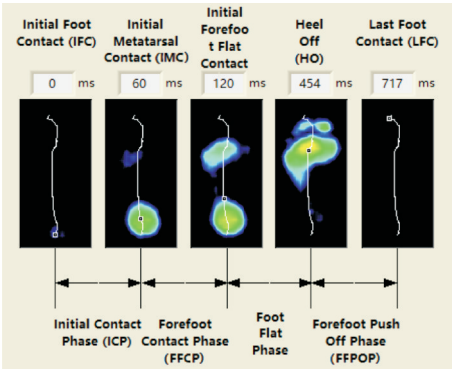 Initial Foot
Contact (IFC)
Initial
Metatarsal
Contact (IMC)
Initial
Forefoo
t Flat
Contact
Heel
Off
(HO)
Last Foot
Contact (LFC)
0 ms
60 ms
120 ms
454 ms
717 ms
Initial Contact
Phase (ICP)
Forefoot
Contact Phase
(FFCP)
Foot
Flat
Phase
Forefoot Push
Off Phase
(FFPOP)